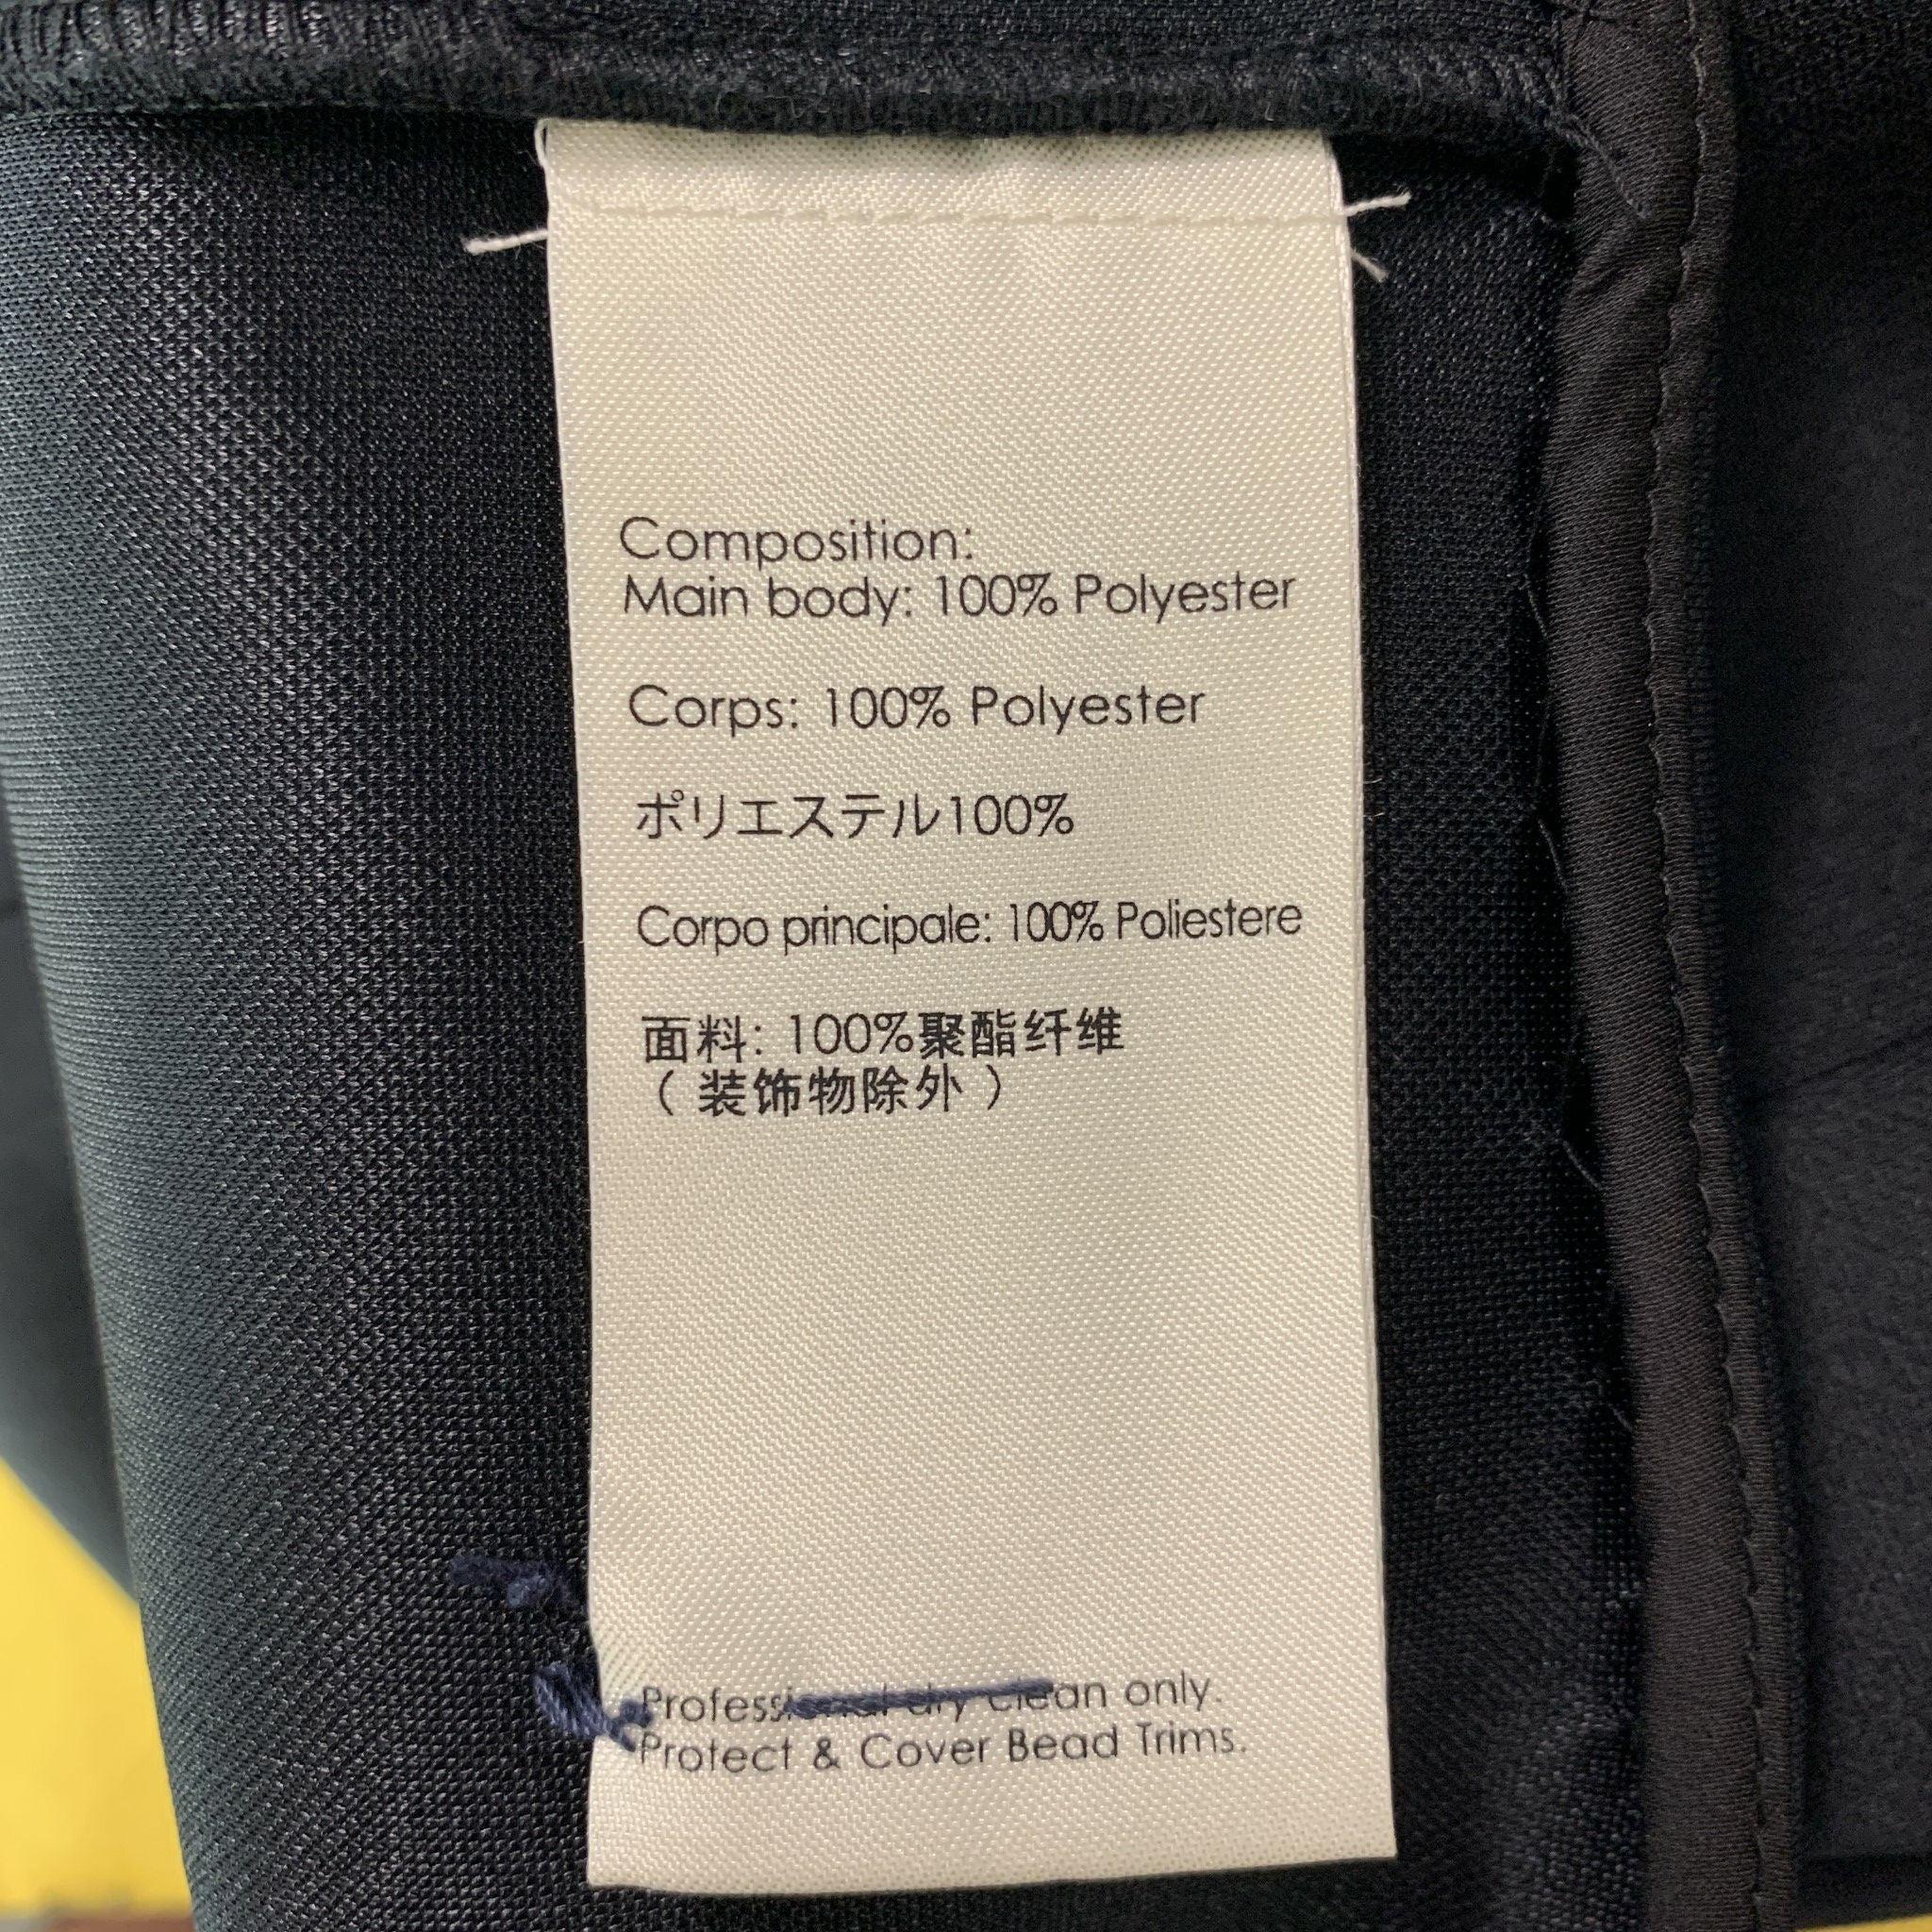 Composition:
Main body: 100% Polyester
Corps: 100% Polyester
ポリエステル100%
Corpo principale: 100% Poliestere
面料: 100%聚酯纤维
( 装饰物除外 )
Professional dry clean only.
Protect & Cover Bead Trims.